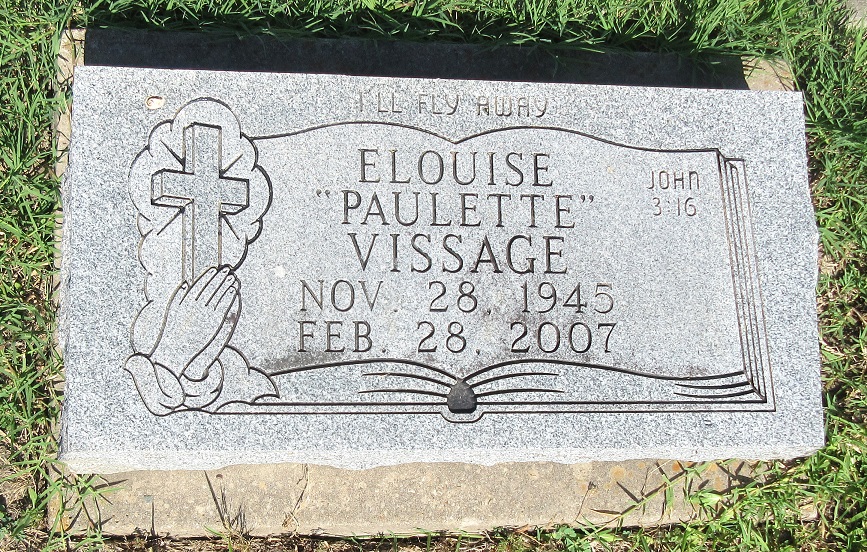 I'LL FLY AWAY
ELOUISE
"PAULETTE"
VISSAGE
NOV. 28, 1945
FEB. 28, 2007
JOHN
3:16